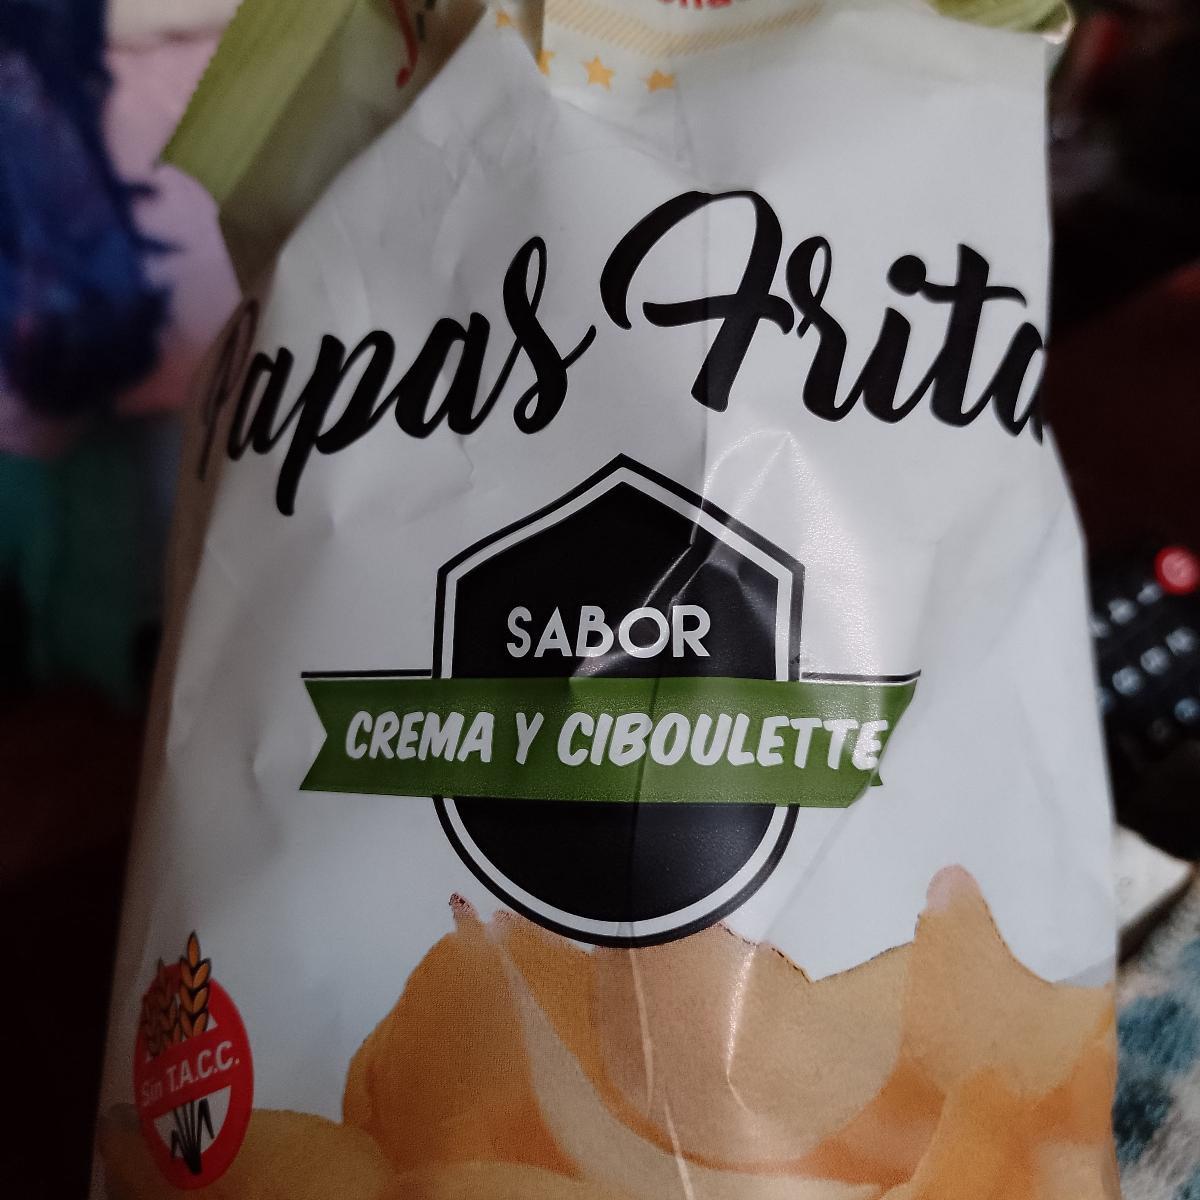 Papas Frita
SABOR
CREMA Y CIBOULETTE
Sin T.A.C.C.